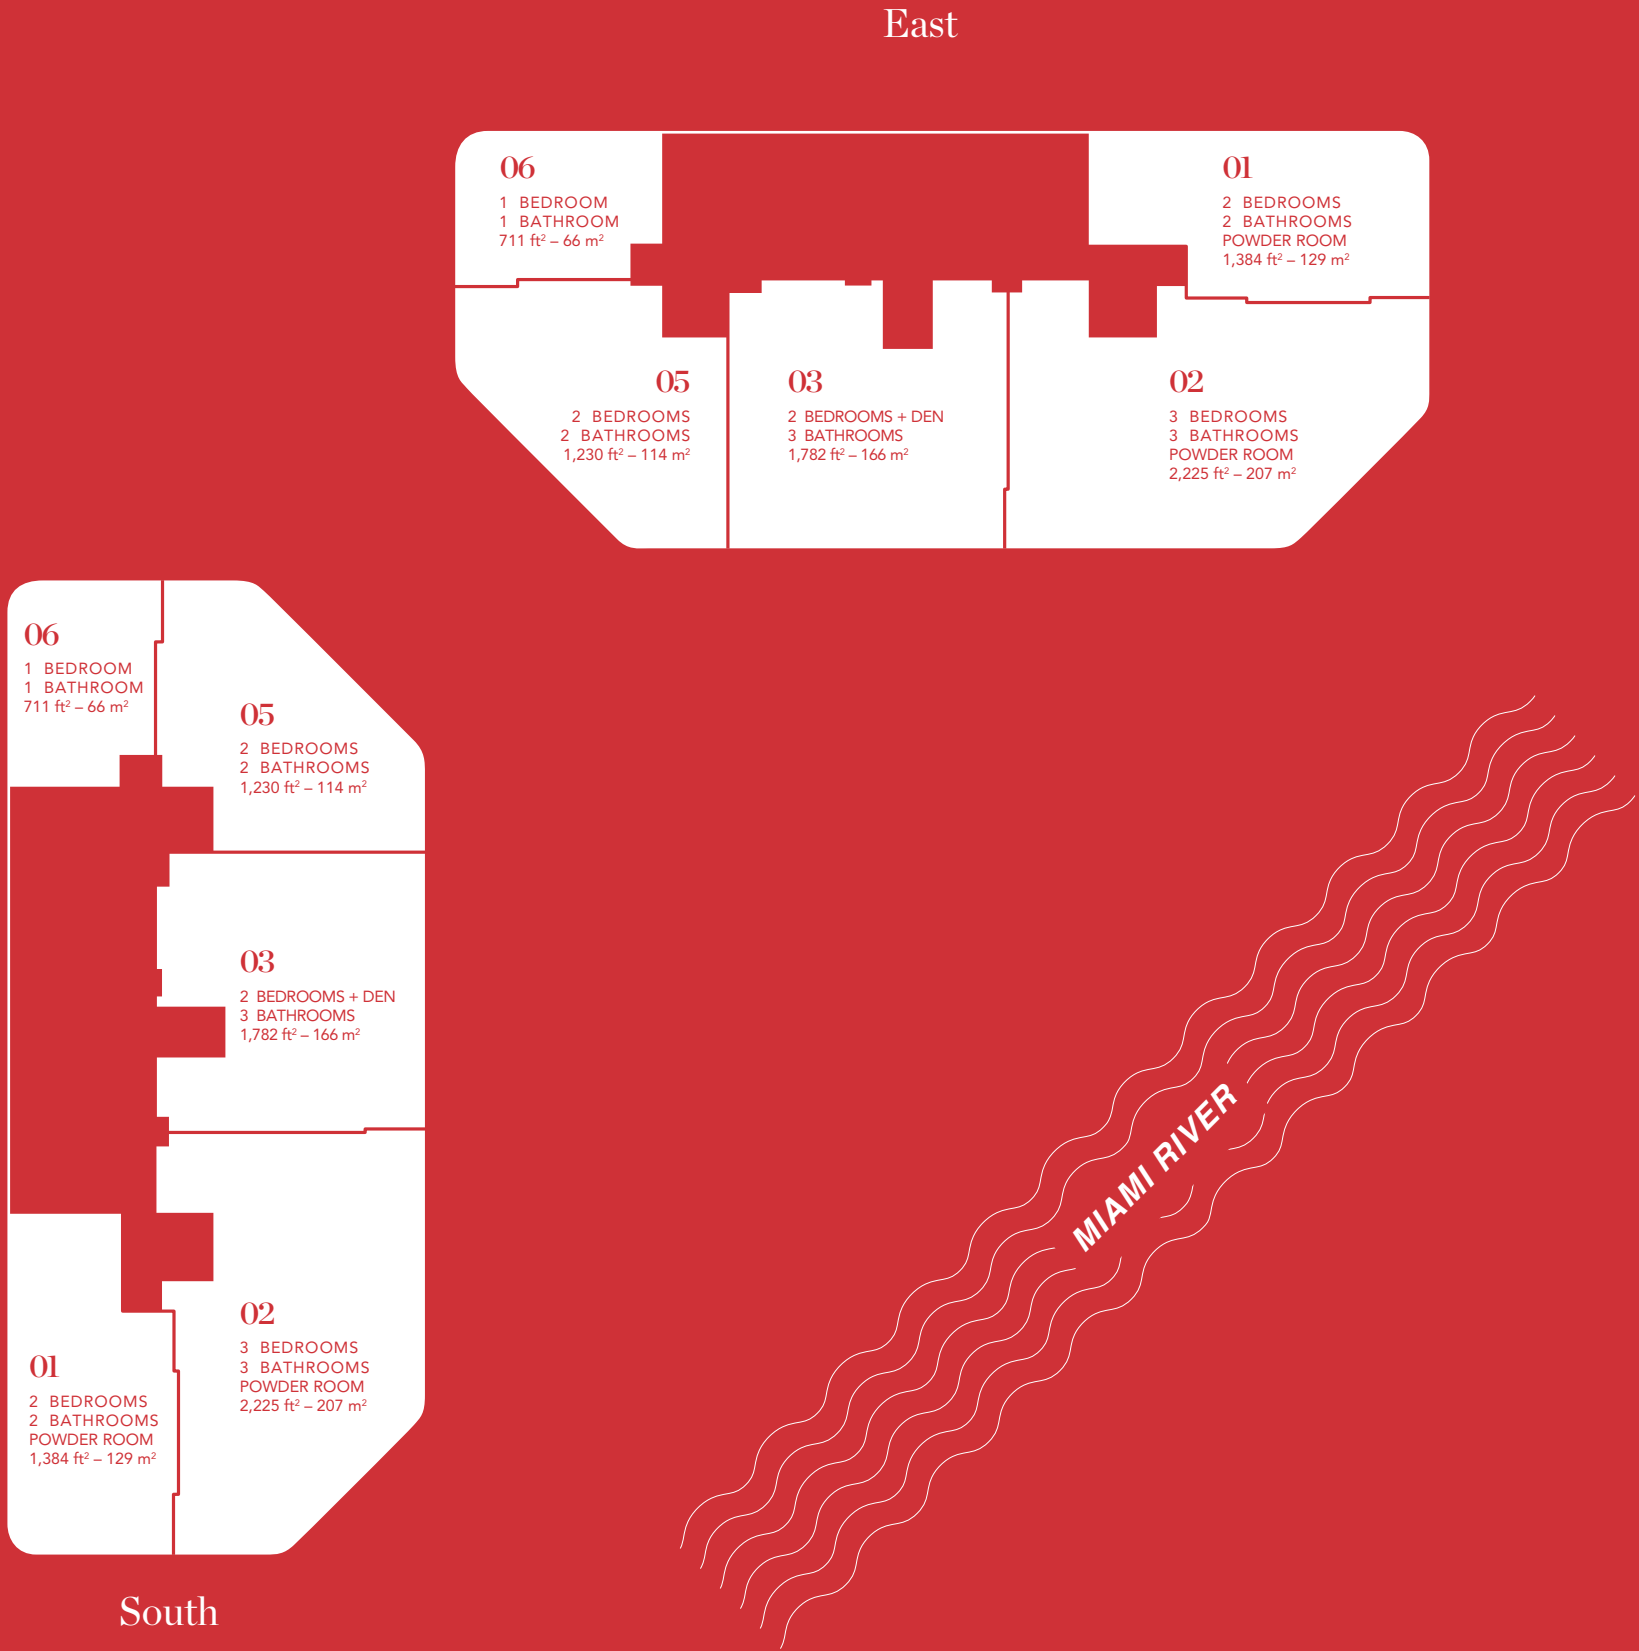 East
06
1 BEDROOM
1 BATHROOM
711 ft² – 66 m²
01
2 BEDROOMS
2 BATHROOMS
POWDER ROOM
1,384 ft² – 129 m²
05
2 BEDROOMS
2 BATHROOMS
1,230 ft² – 114 m²
03
2 BEDROOMS + DEN
3 BATHROOMS
1,782 ft² – 166 m²
02
3 BEDROOMS
3 BATHROOMS
POWDER ROOM
2,225 ft² – 207 m²
06
1 BEDROOM
1 BATHROOM
711 ft² – 66 m²
05
2 BEDROOMS
2 BATHROOMS
1,230 ft² – 114 m²
03
2 BEDROOMS + DEN
3 BATHROOMS
1,782 ft² – 166 m²
02
3 BEDROOMS
3 BATHROOMS
POWDER ROOM
2,225 ft² – 207 m²
01
2 BEDROOMS
2 BATHROOMS
POWDER ROOM
1,384 ft² – 129 m²
MIAMI RIVER
South